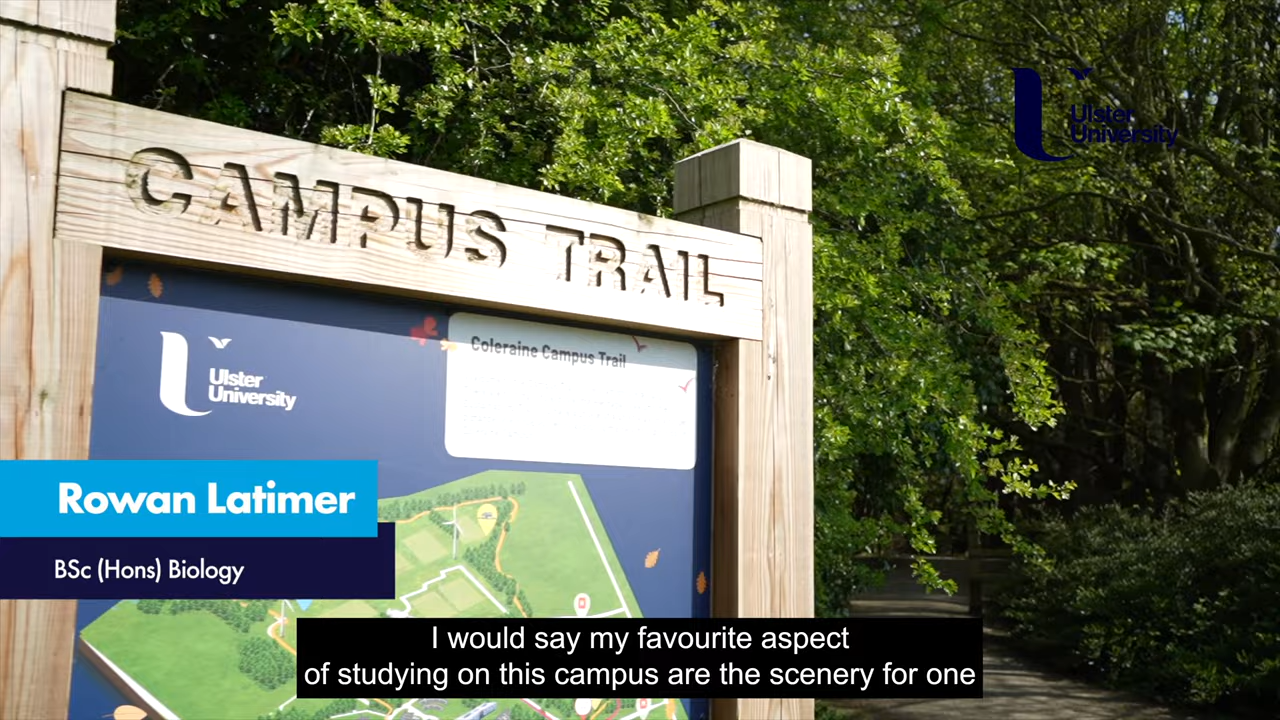 Ulster
University
CAMPUS TRAIL
Coleraine Campus Trail
Ulster
University
Rowan Latimer
BSc (Hons) Biology
I would say my favourite aspect
of studying on this campus are the scenery for one